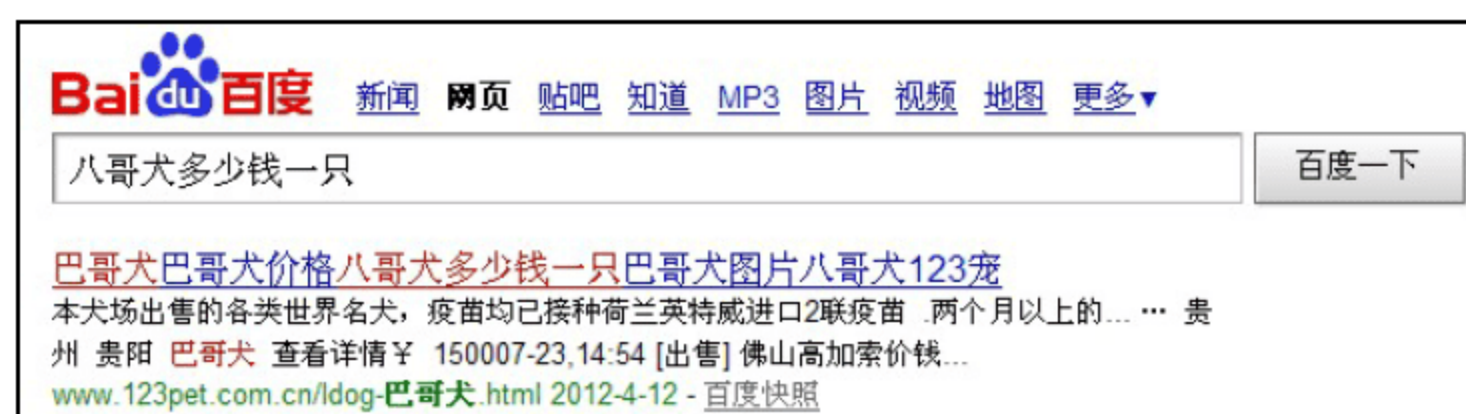 Bai du 百度 新闻 网页 贴吧 知道 MP3 图片 视频 地图 更多▼
八哥犬多少钱一只 百度一下
巴哥犬巴哥犬价格八哥犬多少钱一只巴哥犬图片八哥犬123宠
本犬场出售的各类世界名犬，疫苗均已接种荷兰英特威进口2联疫苗 .两个月以上的... ··· 贵
州 贵阳 巴哥犬 查看详情￥ 150007-23,14:54 [出售] 佛山高加索价钱...
www.123pet.com.cn/ldog-巴哥犬.html 2012-4-12 - 百度快照